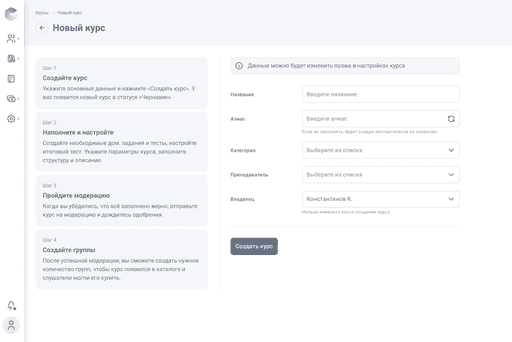 Курсы — Новый курс
Новый курс
Шаг 1
Создайте курс
Укажите основные данные и нажмите «Создать курс». У
вас появится новый курс в статусе «Черновик».
Шаг 2
Наполните и настройте
Создайте необходимые дом. задания и тесты, настройте
итоговый тест. Укажите параметры курса, заполните
структуру и описание.
Шаг 3
Пройдите модерацию
Когда вы убедились, что всё заполнено верно, отправьте
курс на модерацию и дождитесь одобрения.
Шаг 4
Создайте группы
После успешной модерации, вы сможете создать нужное
количество групп, чтобы курс появился в каталоге и
слушатели могли его купить.
Данные можно будет изменить позже в настройках курса
Название
Введите название
Алиас
Введите алиас
Если не заполнить, будет создан автоматически из названия.
Категория
Выберите из списка
Преподаватель
Выберите из списка
Владелец
Константинов К.
Нельзя изменить после создания курса
Создать курс